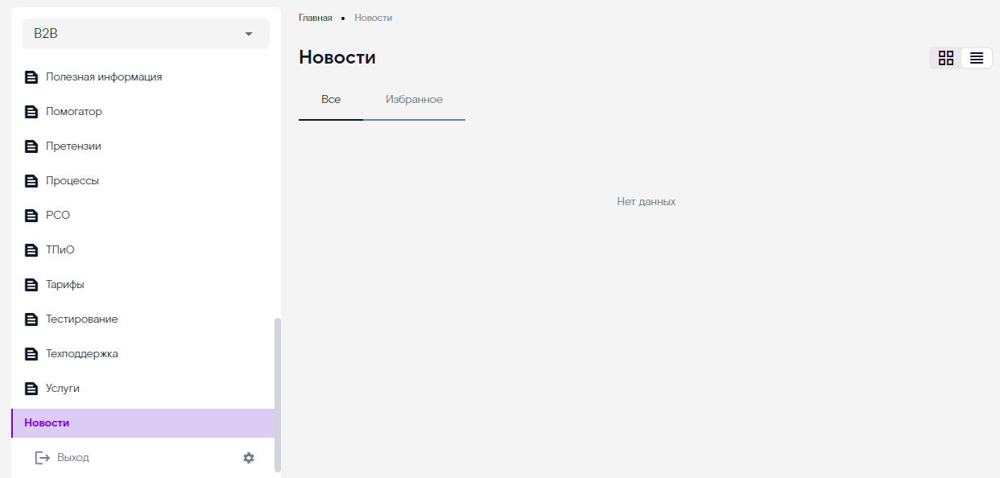 B2B
Полезная информация
Помогатор
Претензии
Процессы
РСО
ТПиО
Тарифы
Тестирование
Техподдержка
Услуги
Новости
Выход
Главная • Новости
Новости
Все Избранное
Нет данных